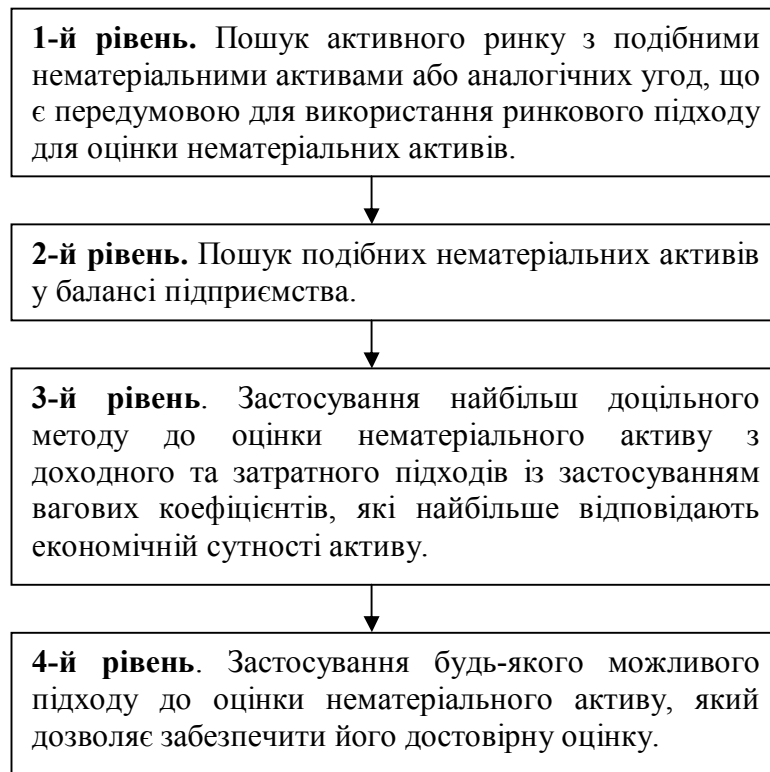 1-й рівень. Пошук активного ринку з подібними
нематеріальними активами або аналогічних угод, що
є передумовою для використання ринкового підходу
для оцінки нематеріальних активів.
2-й рівень. Пошук подібних нематеріальних активів
у балансі підприємства.
3-й рівень. Застосування найбільш доцільного
методу до оцінки нематеріального активу з
доходного та затратного підходів із застосуванням
вагових коефіцієнтів, які найбільше відповідають
економічній сутності активу.
4-й рівень. Застосування будь-якого можливого
підходу до оцінки нематеріального активу, який
дозволяє забезпечити його достовірну оцінку.